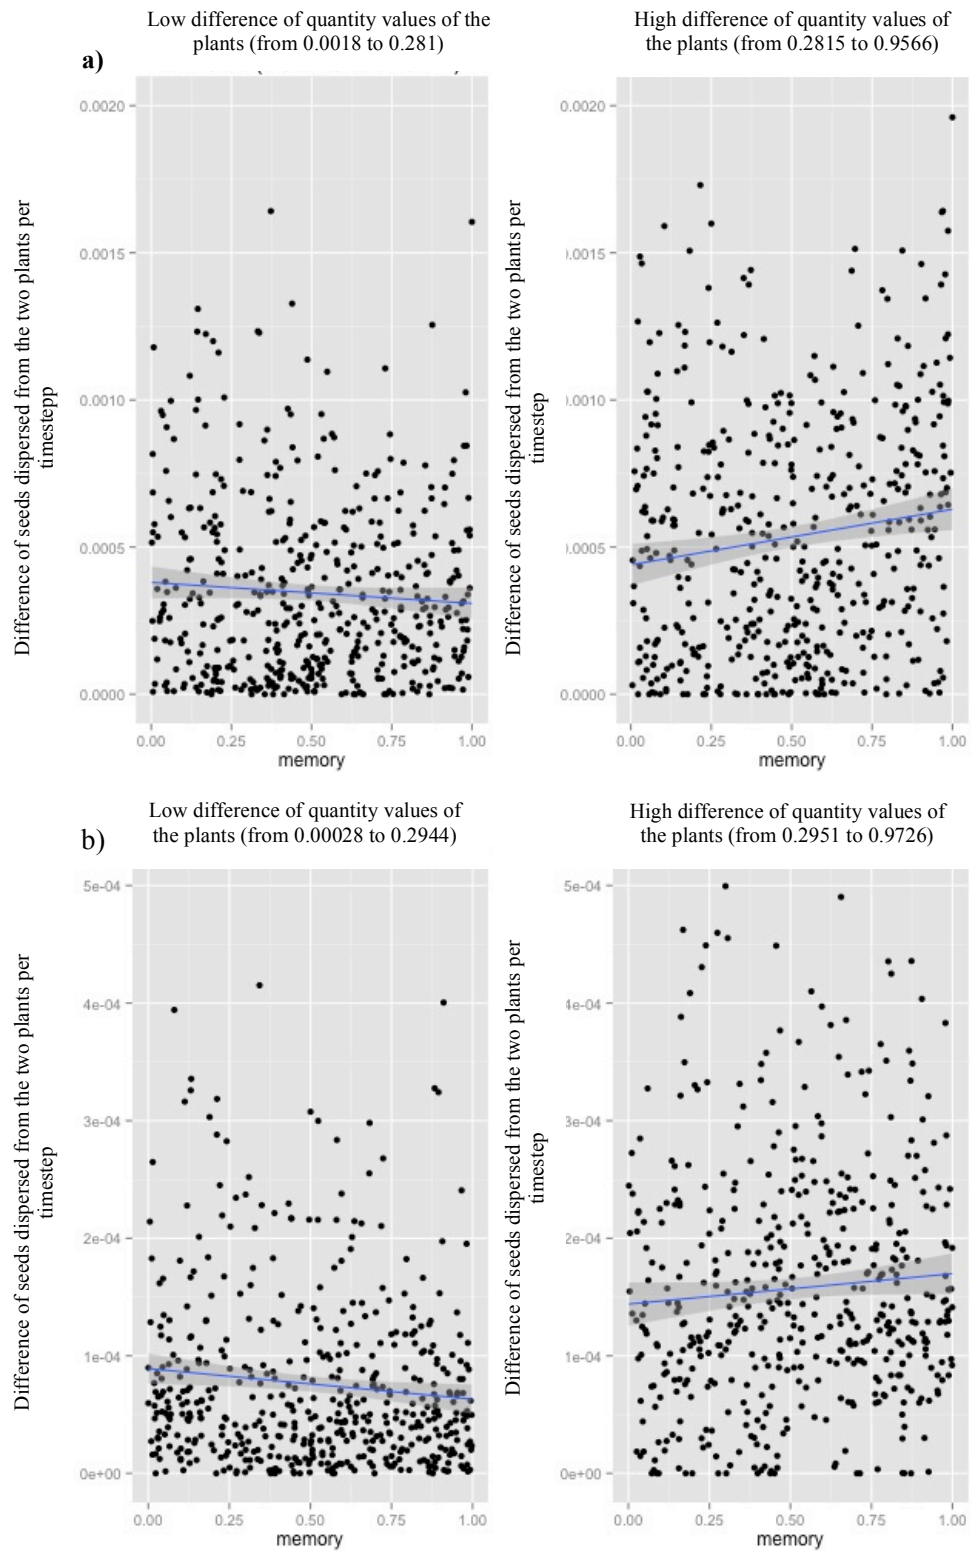 Low difference of quantity values of the
plants (from 0.0018 to 0.281)
High difference of quantity values of
the plants (from 0.2815 to 0.9566)
a)
Difference of seeds dispersed from the two plants per
timestepp
0.0020
0.0015
0.0010
0.0005
0.0000
0.00 0.25 0.50 0.75 1.00
memory
Difference of seeds dispersed from the two plants per
timestep
0.0020
).0015
).0010
).0005
0.0000
0.00 0.25 0.50 0.75 1.00
memory
Low difference of quantity values of
the plants (from 0.00028 to 0.2944)
High difference of quantity values of
the plants (from 0.2951 to 0.9726)
b)
Difference of seeds dispersed from the two plants per
timestep
5e-04
4e-04
3e-04
2e-04
1e-04
0e+00
0.00 0.25 0.50 0.75 1.00
memory
Difference of seeds dispersed from the two plants per
timestep
5e-04
4e-04
3e-04
2e-04
1e-04
0e+00
0.00 0.25 0.50 0.75 1.00
memory